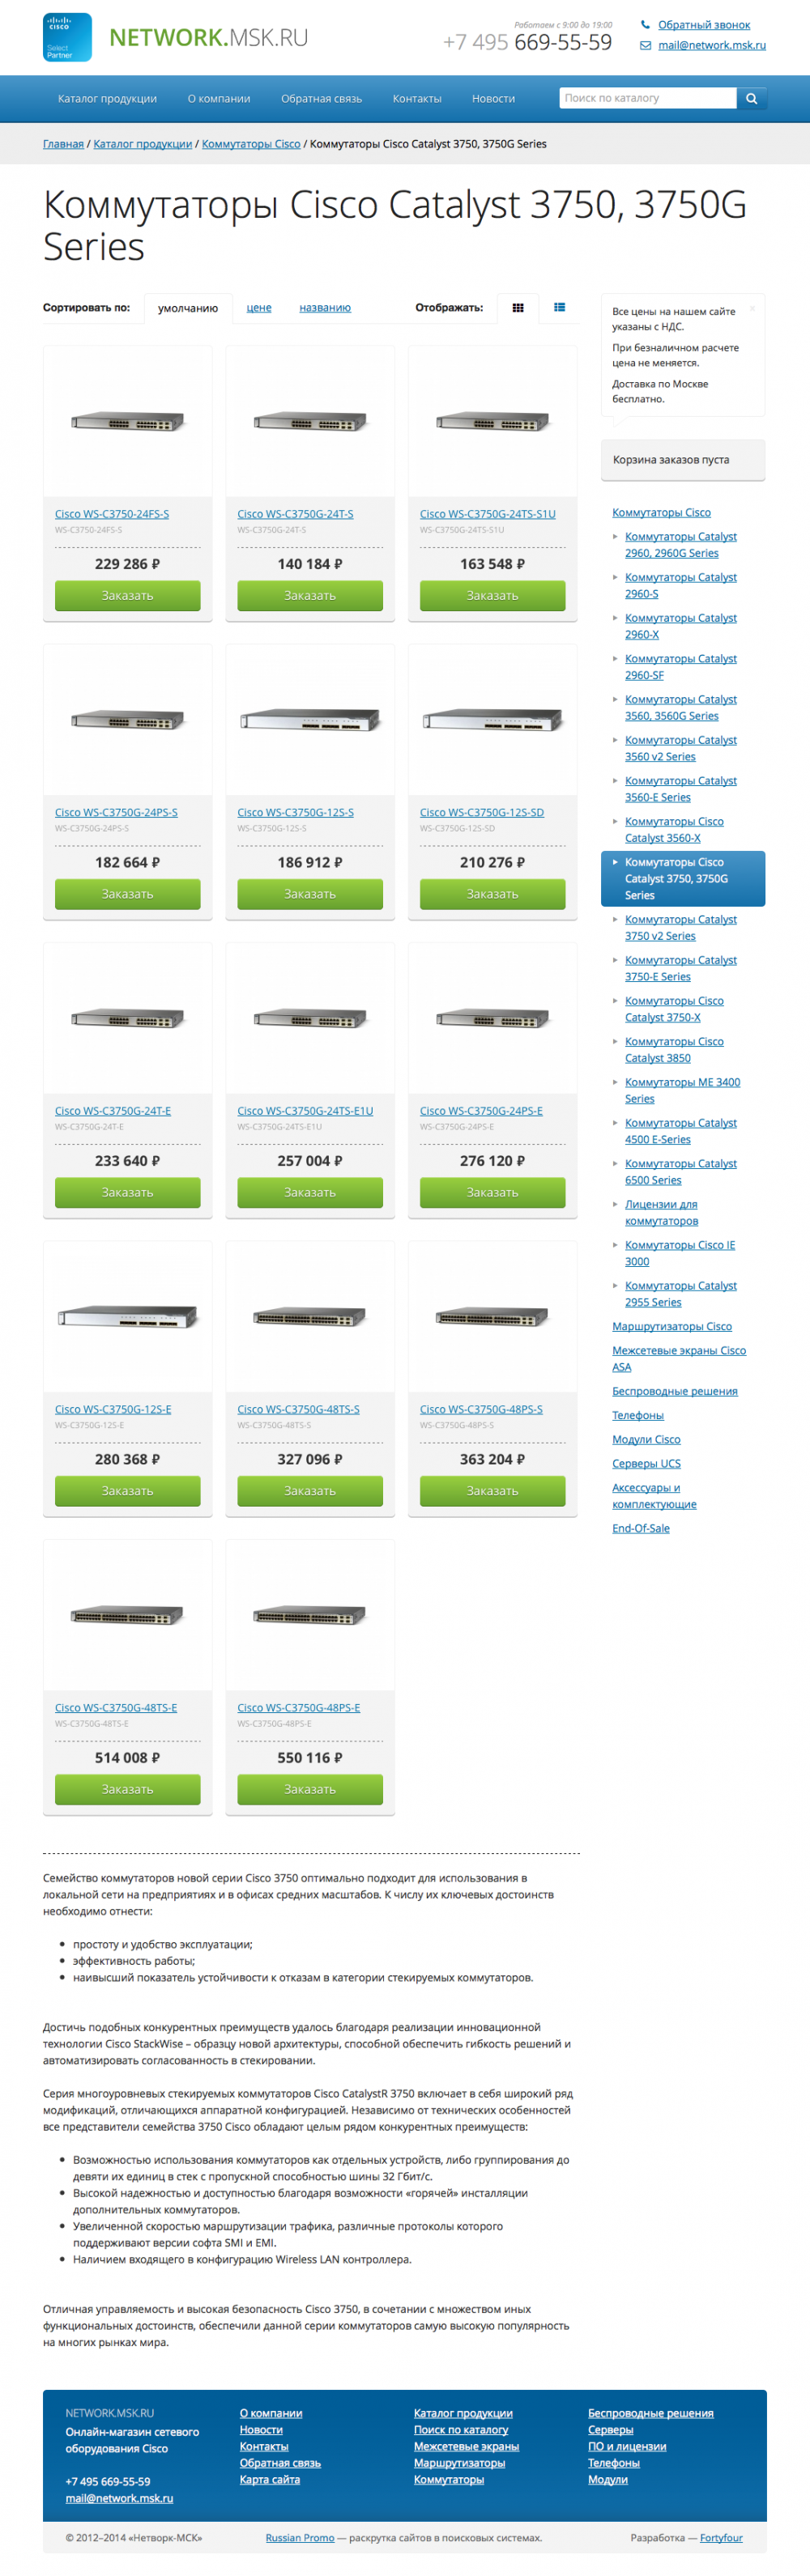 cisco
Select
Partner
NETWORK.MSK.RU
Работаем с 9:00 до 19:00
+7 495 669-55-59
Обратный звонок
mail@network.msk.ru
Каталог продукции
О компании
Обратная связь
Контакты
Новости
Поиск по каталогу
Главная / Каталог продукции / Коммутаторы Cisco / Коммутаторы Cisco Catalyst 3750, 3750G Series
Коммутаторы Cisco Catalyst 3750, 3750G
Series
Сортировать по:
умолчанию
цене
названию
Отображать:
Cisco WS-C3750-24FS-S
WS-C3750-24FS-S
229 286 ₽
Заказать
Cisco WS-C3750G-24T-S
WS-C3750G-24T-S
140 184 ₽
Заказать
Cisco WS-C3750G-24TS-S1U
WS-C3750G-24TS-S1U
163 548 ₽
Заказать
Cisco WS-C3750G-24PS-S
WS-C3750G-24PS-S
182 664 ₽
Заказать
Cisco WS-C3750G-12S-S
WS-C3750G-12S-S
186 912 ₽
Заказать
Cisco WS-C3750G-12S-SD
WS-C3750G-12S-SD
210 276 ₽
Заказать
Cisco WS-C3750G-24T-E
WS-C3750G-24T-E
233 640 ₽
Заказать
Cisco WS-C3750G-24TS-E1U
WS-C3750G-24TS-E1U
257 004 ₽
Заказать
Cisco WS-C3750G-24PS-E
WS-C3750G-24PS-E
276 120 ₽
Заказать
Cisco WS-C3750G-12S-E
WS-C3750G-12S-E
280 368 ₽
Заказать
Cisco WS-C3750G-48TS-S
WS-C3750G-48TS-S
327 096 ₽
Заказать
Cisco WS-C3750G-48PS-S
WS-C3750G-48PS-S
363 204 ₽
Заказать
Cisco WS-C3750G-48TS-E
WS-C3750G-48TS-E
514 008 ₽
Заказать
Cisco WS-C3750G-48PS-E
WS-C3750G-48PS-E
550 116 ₽
Заказать
Все цены на нашем сайте
указаны с НДС.
При безналичном расчете
цена не меняется.
Доставка по Москве
бесплатно.
Корзина заказов пуста
Коммутаторы Cisco
Коммутаторы Catalyst
2960, 2960G Series
Коммутаторы Catalyst
2960-S
Коммутаторы Catalyst
2960-X
Коммутаторы Catalyst
2960-SF
Коммутаторы Catalyst
3560, 3560G Series
Коммутаторы Catalyst
3560 v2 Series
Коммутаторы Catalyst
3560-E Series
Коммутаторы Cisco
Catalyst 3560-X
Коммутаторы Cisco
Catalyst 3750, 3750G
Series
Коммутаторы Catalyst
3750 v2 Series
Коммутаторы Catalyst
3750-E Series
Коммутаторы Cisco
Catalyst 3750-X
Коммутаторы Cisco
Catalyst 3850
Коммутаторы ME 3400
Series
Коммутаторы Catalyst
4500 E-Series
Коммутаторы Catalyst
6500 Series
Лицензии для
коммутаторов
Коммутаторы Cisco IE
3000
Коммутаторы Catalyst
2955 Series
Маршрутизаторы Cisco
Межсетевые экраны Cisco
ASA
Беспроводные решения
Телефоны
Модули Cisco
Серверы UCS
Аксессуары и
комплектующие
End-Of-Sale
Семейство коммутаторов новой серии Cisco 3750 оптимально подходит для использования в
локальной сети на предприятиях и в офисах средних масштабов. К числу их ключевых достоинств
необходимо отнести:
простоту и удобство эксплуатации;
эффективность работы;
наивысший показатель устойчивости к отказам в категории стекируемых коммутаторов.
Достичь подобных конкурентных преимуществ удалось благодаря реализации инновационной
технологии Cisco StackWise – образцу новой архитектуры, способной обеспечить гибкость решений и
автоматизировать согласованность в стекировании.
Серия многоуровневых стекируемых коммутаторов Cisco CatalystR 3750 включает в себя широкий ряд
модификаций, отличающихся аппаратной конфигурацией. Независимо от технических особенностей
все представители семейства 3750 Cisco обладают целым рядом конкурентных преимуществ:
Возможностью использования коммутаторов как отдельных устройств, либо группирования до
девяти их единиц в стек с пропускной способностью шины 32 Гбит/с.
Высокой надежностью и доступностью благодаря возможности «горячей» инсталляции
дополнительных коммутаторов.
Увеличенной скоростью маршрутизации трафика, различные протоколы которого
поддерживают версии софта SMI и EMI.
Наличием входящего в конфигурацию Wireless LAN контроллера.
Отличная управляемость и высокая безопасность Cisco 3750, в сочетании с множеством иных
функциональных достоинств, обеспечили данной серии коммутаторов самую высокую популярность
на многих рынках мира.
NETWORK.MSK.RU
Онлайн-магазин сетевого
оборудования Cisco
+7 495 669-55-59
mail@network.msk.ru
О компании
Новости
Контакты
Обратная связь
Карта сайта
Каталог продукции
Поиск по каталогу
Межсетевые экраны
Маршрутизаторы
Коммутаторы
Беспроводные решения
Серверы
ПО и лицензии
Телефоны
Модули
© 2012–2014 «Нетворк-МСК»
Russian Promo — раскрутка сайтов в поисковых системах.
Разработка — Fortyfour